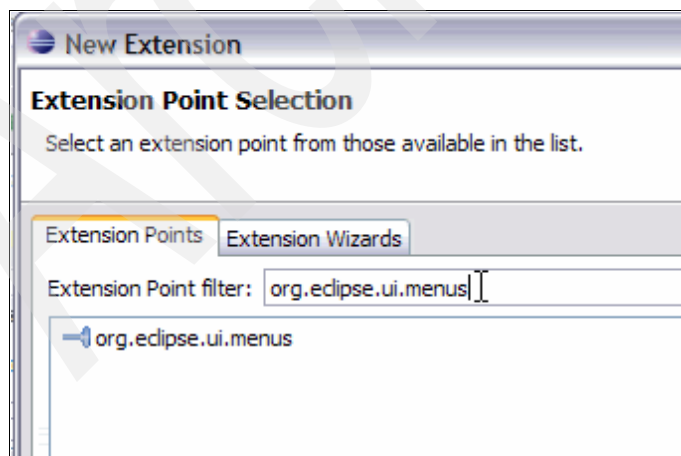 New Extension
Extension Point Selection
Select an extension point from those available in the list.
Extension Points Extension Wizards
Extension Point filter: org.eclipse.ui.menus
org.eclipse.ui.menus